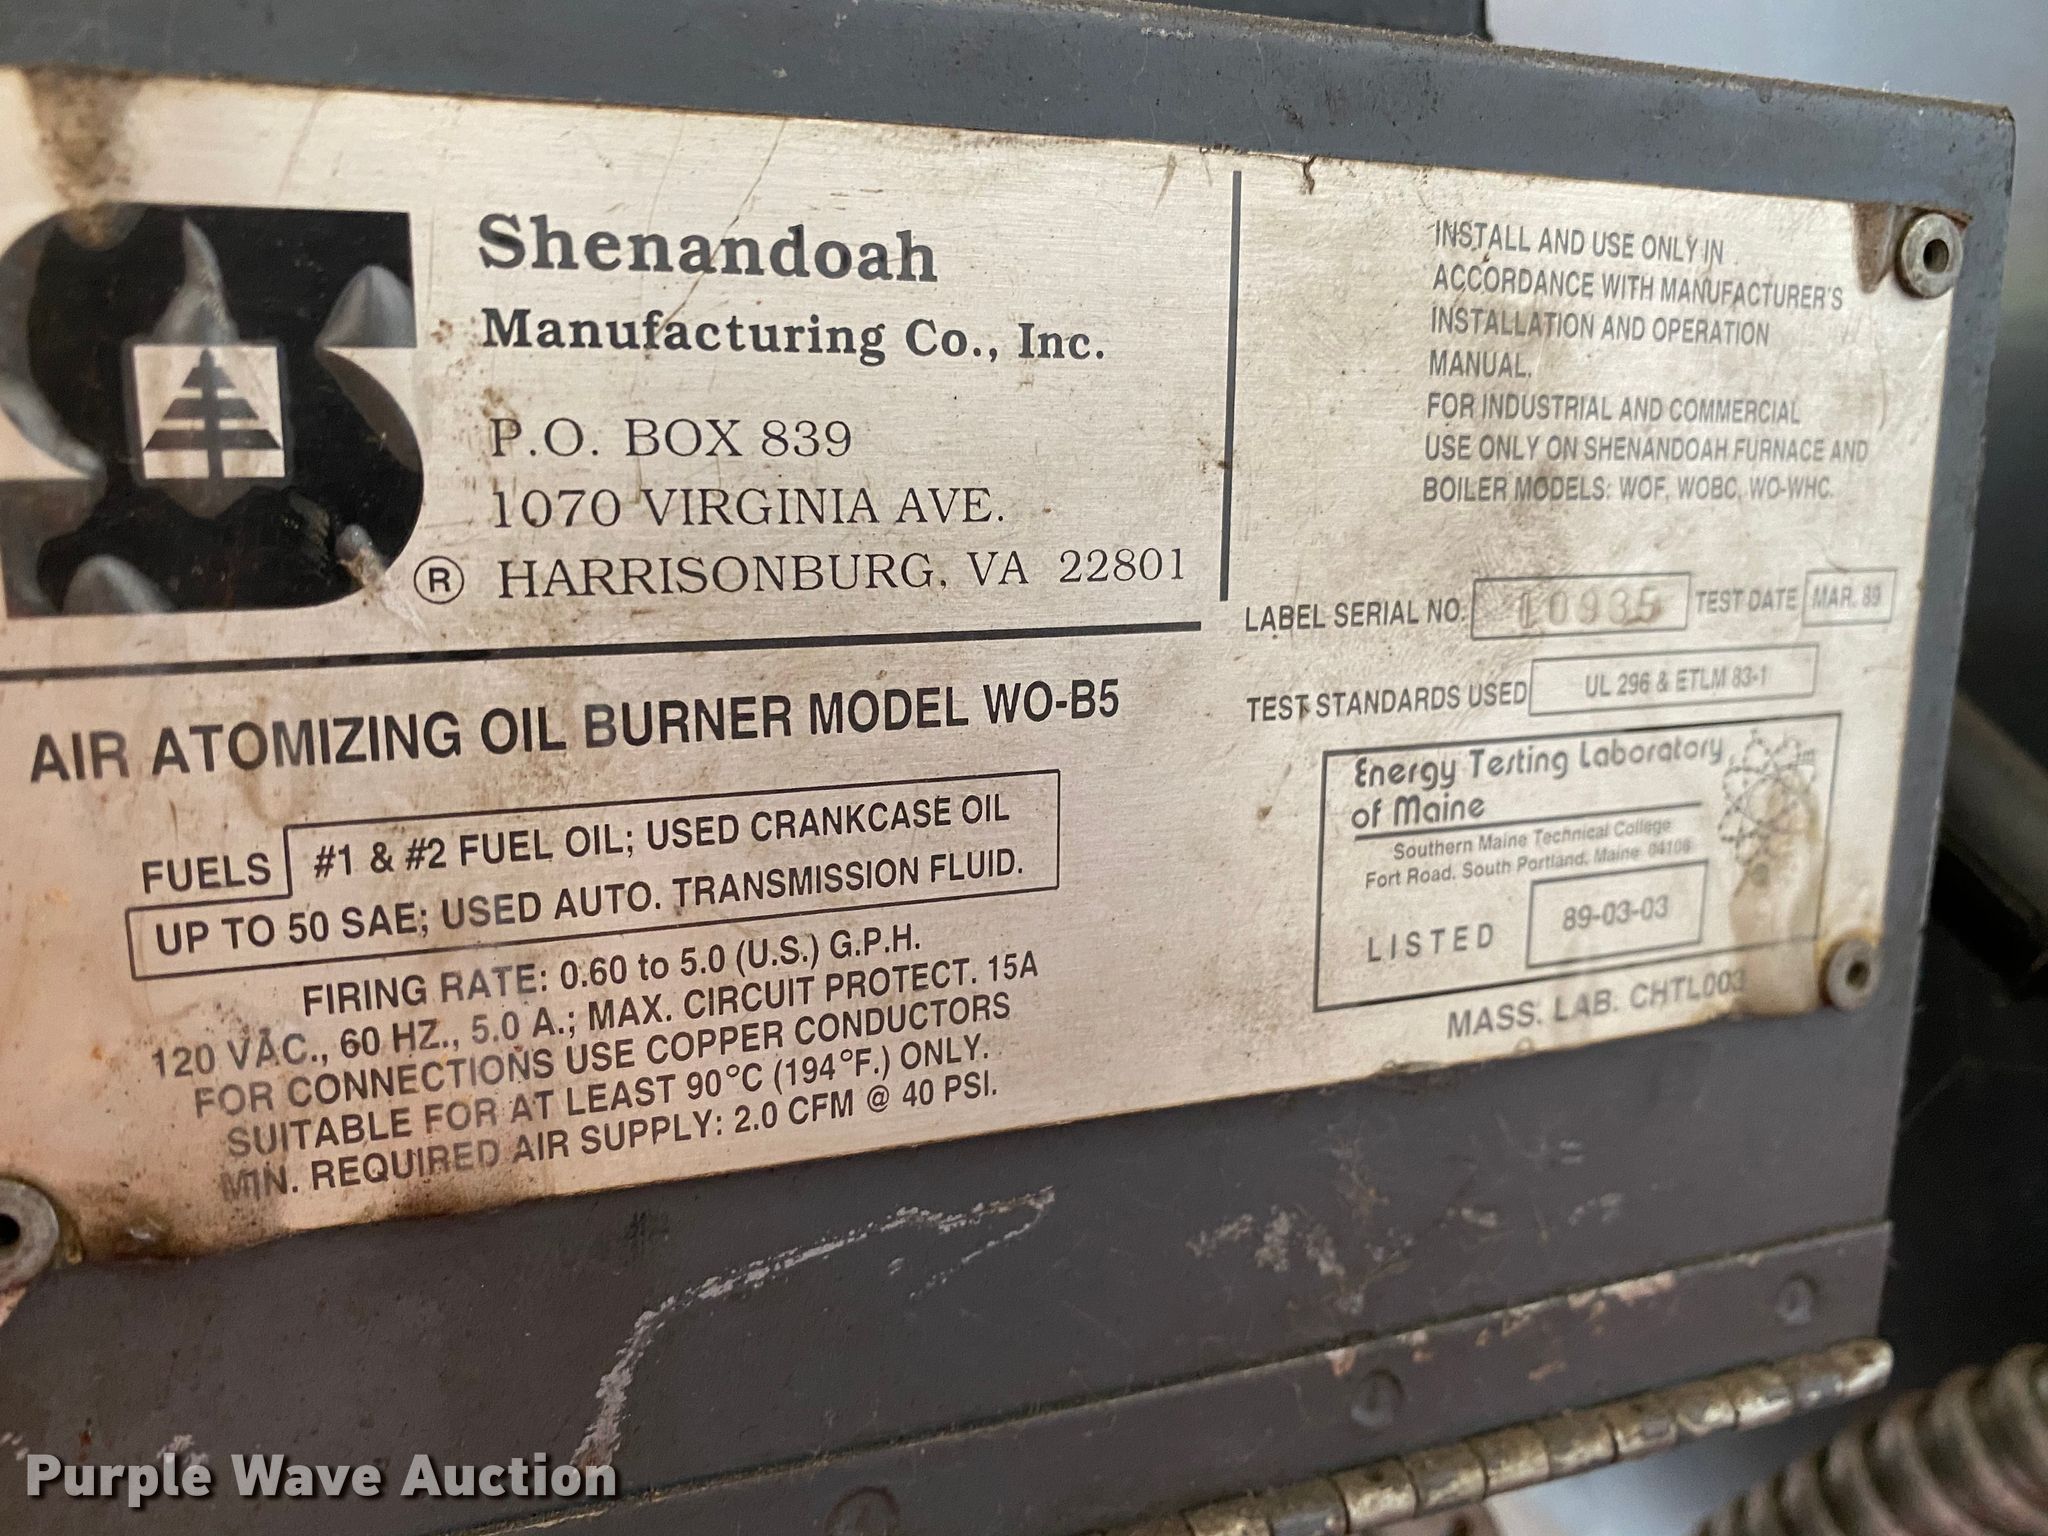 Shenandoah
Manufacturing Co., Inc.
P.O. BOX 839
1070 VIRGINIA AVE.
® HARRISONBURG, VA 22801
INSTALL AND USE ONLY IN
ACCORDANCE WITH MANUFACTURER'S
INSTALLATION AND OPERATION
MANUAL.
FOR INDUSTRIAL AND COMMERCIAL
USE ONLY ON SHENANDOAH FURNACE AND
BOILER MODELS: WOF, WOBC, WO-WHC.
LABEL SERIAL NO. 10935 TEST DATE MAR. 89
TEST STANDARDS USED UL 296 & ETLM 83-1
AIR ATOMIZING OIL BURNER MODEL WO-B5
FUELS #1 & #2 FUEL OIL; USED CRANKCASE OIL
UP TO 50 SAE; USED AUTO. TRANSMISSION FLUID.
FIRING RATE: 0.60 to 5.0 (U.S.) G.P.H.
120 VAC., 60 HZ., 5.0 A.; MAX. CIRCUIT PROTECT. 15A
FOR CONNECTIONS USE COPPER CONDUCTORS
SUITABLE FOR AT LEAST 90°C (194°F.) ONLY.
MIN. REQUIRED AIR SUPPLY: 2.0 CFM @ 40 PSI.
Energy Testing Laboratory
of Maine
Southern Maine Technical College
Fort Road, South Portland, Maine 04106
LISTED 89-03-03
MASS. LAB. CHTL003
Purple Wave Auction